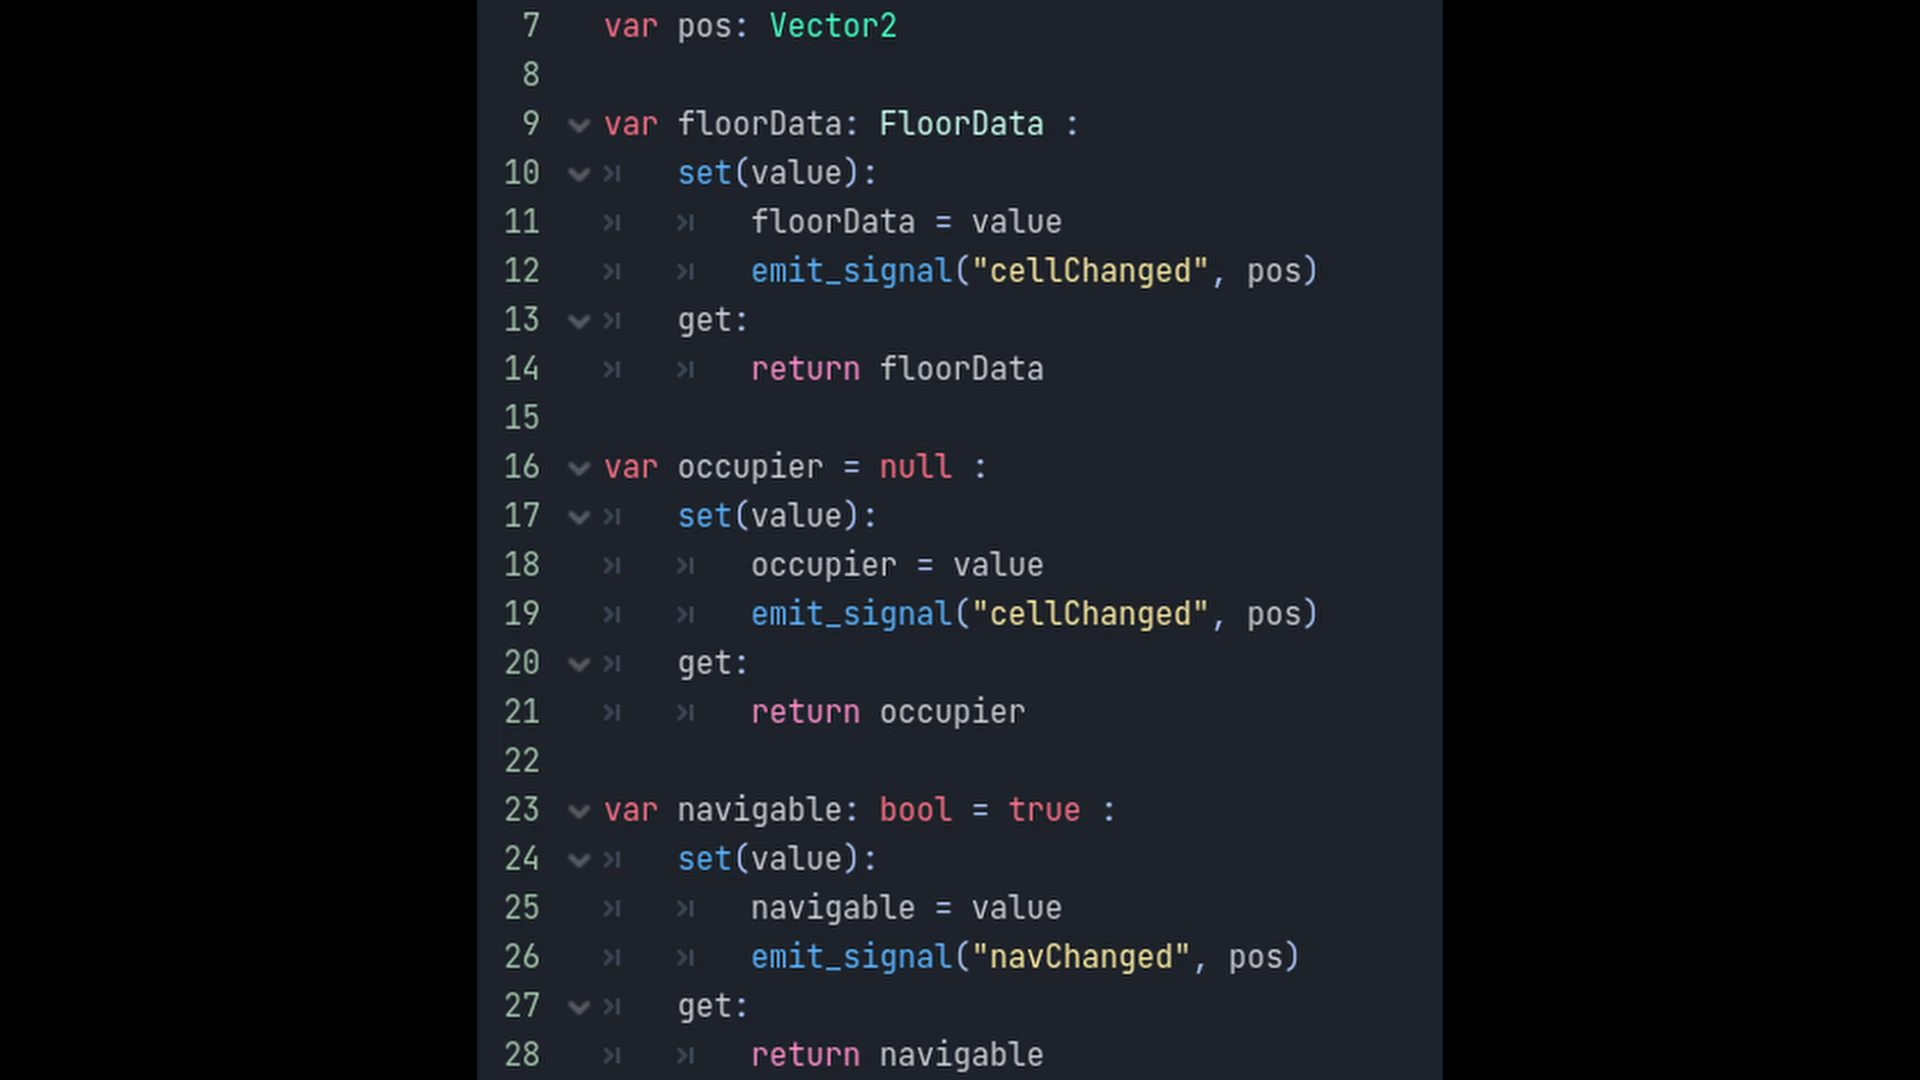 7 var pos: Vector2
8
9 var floorData: FloorData :
10 set(value):
11 floorData = value
12 emit_signal("cellChanged", pos)
13 get:
14 return floorData
15
16 var occupier = null :
17 set(value):
18 occupier = value
19 emit_signal("cellChanged", pos)
20 get:
21 return occupier
22
23 var navigable: bool = true :
24 set(value):
25 navigable = value
26 emit_signal("navChanged", pos)
27 get:
28 return navigable